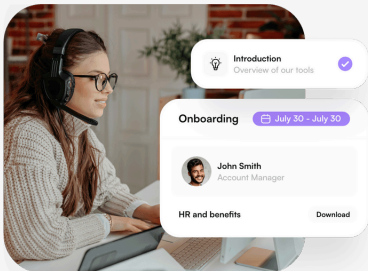 Introduction
Overview of our tools
Onboarding
July 30 - July 30
John Smith
Account Manager
HR and benefits
Download